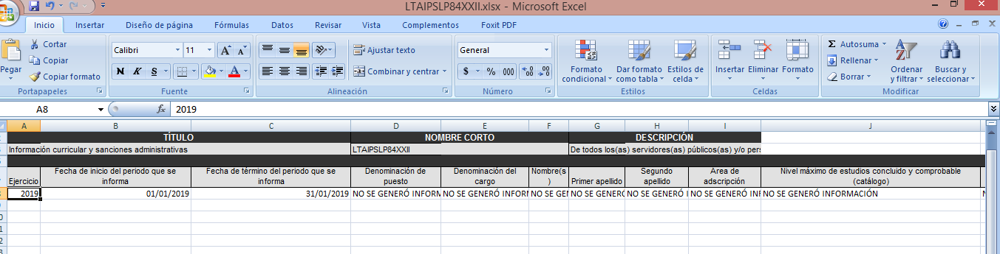 LTAIPSLP84XXII.xlsx - Microsoft Excel
Inicio Insertar Diseño de página Fórmulas Datos Revisar Vista Complementos Foxit PDF
Pegar
Cortar
Copiar
Copiar formato
Portapapeles
Calibri 11
N K S
Fuente
Ajustar texto
Combinar y centrar
Alineación
General
$ % 000
Número
Formato condicional
Dar formato como tabla
Estilos de celda
Estilos
Insertar Eliminar Formato
Celdas
Σ Autosuma
Rellenar
Borrar
Ordenar y filtrar
Buscar y seleccionar
Modificar
A8 fx 2019
A B C D E F G H I J
TÍTULO NOMBRE CORTO DESCRIPCIÓN
Información curricular y sanciones administrativas LTAIPSLP84XXII De todos los(as) servidores(as) públicos(as) y/o pers
Ejercicio Fecha de inicio del periodo que se informa Fecha de término del periodo que se informa Denominación de puesto Denominación del cargo Nombre(s) Primer apellido Segundo apellido Area de adscripción Nivel máximo de estudios concluido y comprobable (catálogo)
2019 01/01/2019 31/01/2019 NO SE GENERÓ INFORM NO SE GENERÓ INFORM NO SE GEN NO SE GENERÓ NO SE GENERÓ I NO SE GENERÓ INF NO SE GENERÓ INFORMACIÓN